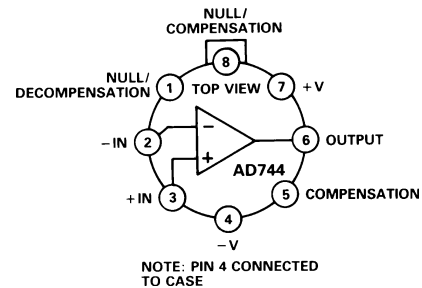 NULL/
COMPENSATION
8
NULL/
DECOMPENSATION
1
TOP VIEW
7
+V
−IN
2
−
6
OUTPUT
+
AD744
+IN
3
5
COMPENSATION
4
−V
NOTE: PIN 4 CONNECTED
TO CASE